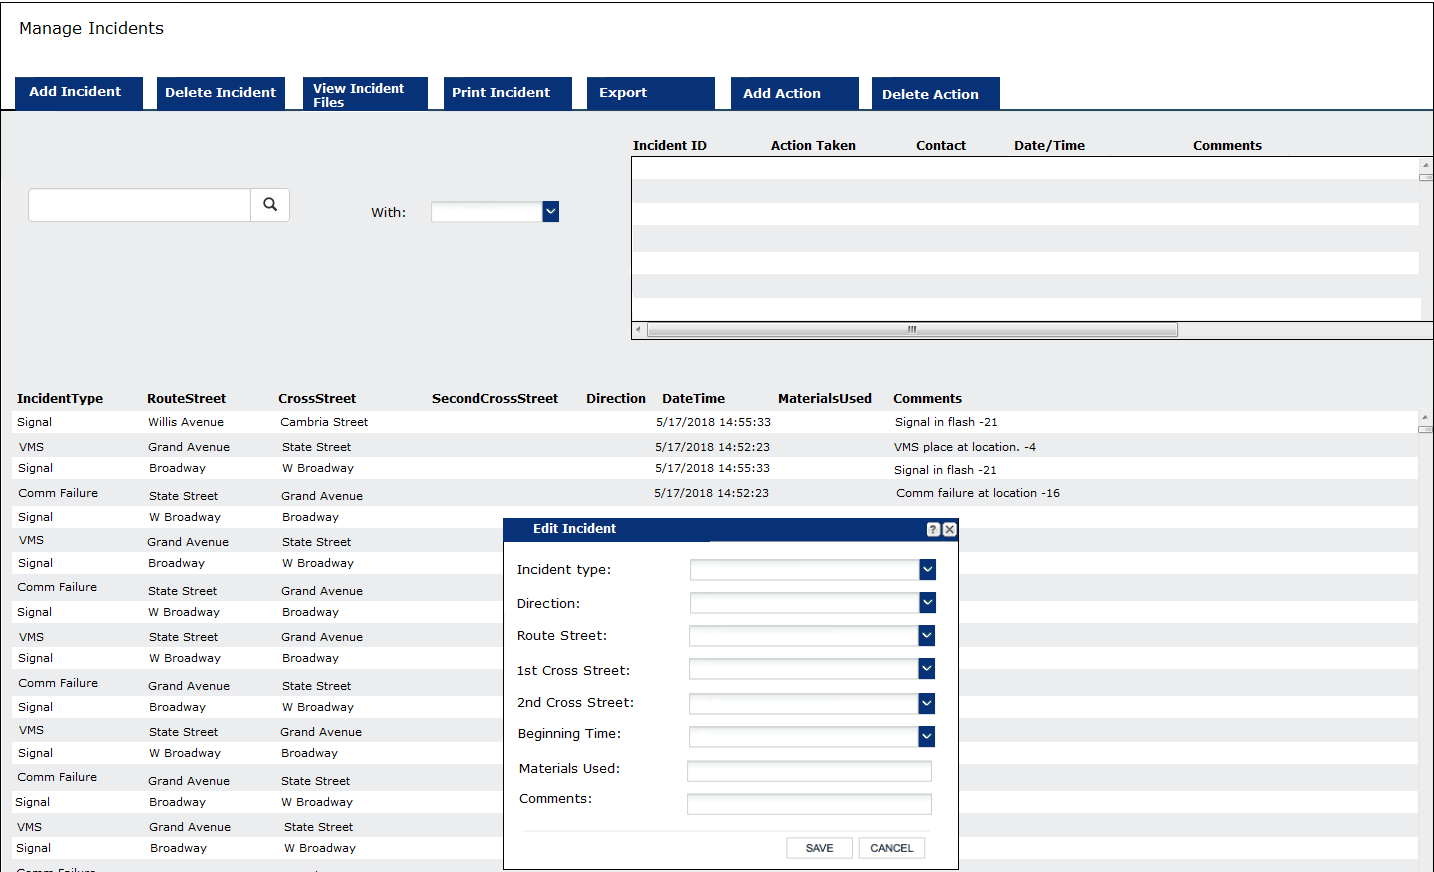 Manage Incidents
Add Incident Delete Incident View Incident Files Print Incident Export Add Action Delete Action
Incident ID Action Taken Contact Date/Time Comments
With:
IncidentType RouteStreet CrossStreet SecondCrossStreet Direction DateTime MaterialsUsed Comments
Signal Willis Avenue Cambria Street 5/17/2018 14:55:33 Signal in flash -21
VMS Grand Avenue State Street 5/17/2018 14:52:23 VMS place at location. -4
Signal Broadway W Broadway 5/17/2018 14:55:33 Signal in flash -21
Comm Failure State Street Grand Avenue 5/17/2018 14:52:23 Comm failure at location -16
Signal W Broadway Broadway
VMS Grand Avenue State Street
Signal Broadway W Broadway
Comm Failure State Street Grand Avenue
Signal W Broadway Broadway
VMS State Street Grand Avenue
Signal W Broadway Broadway
Comm Failure Grand Avenue State Street
Signal Broadway W Broadway
VMS State Street Grand Avenue
Signal W Broadway Broadway
Comm Failure Grand Avenue State Street
Signal Broadway W Broadway
VMS Grand Avenue State Street
Signal Broadway W Broadway
Comm Failure
Edit Incident ?
Incident type:
Direction:
Route Street:
1st Cross Street:
2nd Cross Street:
Beginning Time:
Materials Used:
Comments:
SAVE CANCEL